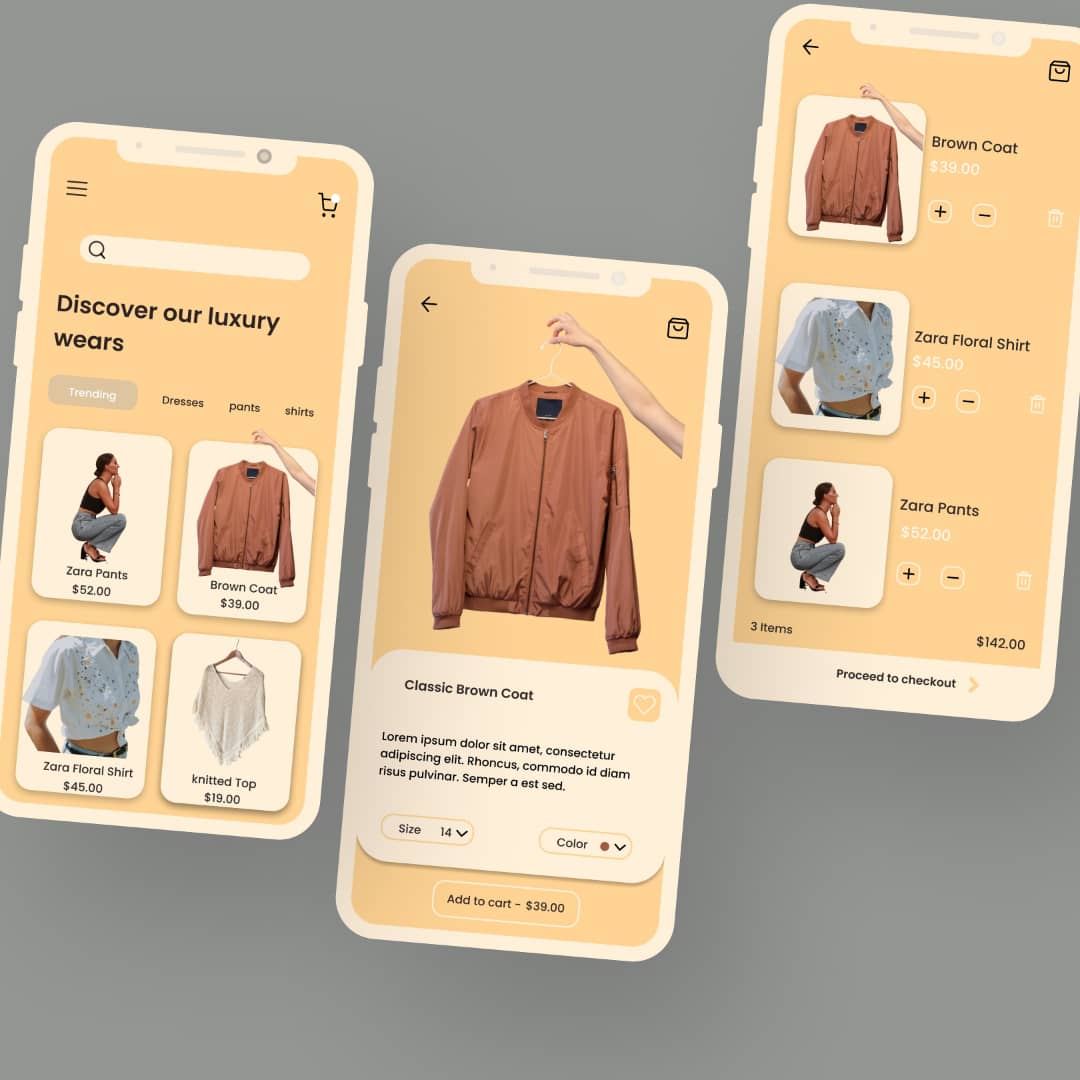 Discover our luxury
wears
Trending
Dresses
pants
shirts
Zara Pants
$52.00
Brown Coat
$39.00
Zara Floral Shirt
$45.00
knitted Top
$19.00
Classic Brown Coat
Lorem ipsum dolor sit amet, consectetur
adipiscing elit. Rhoncus, commodo id diam
risus pulvinar. Semper a est sed.
Size 14
Color
Add to cart - $39.00
Brown Coat
$39.00
Zara Floral Shirt
$45.00
Zara Pants
$52.00
3 Items
$142.00
Proceed to checkout